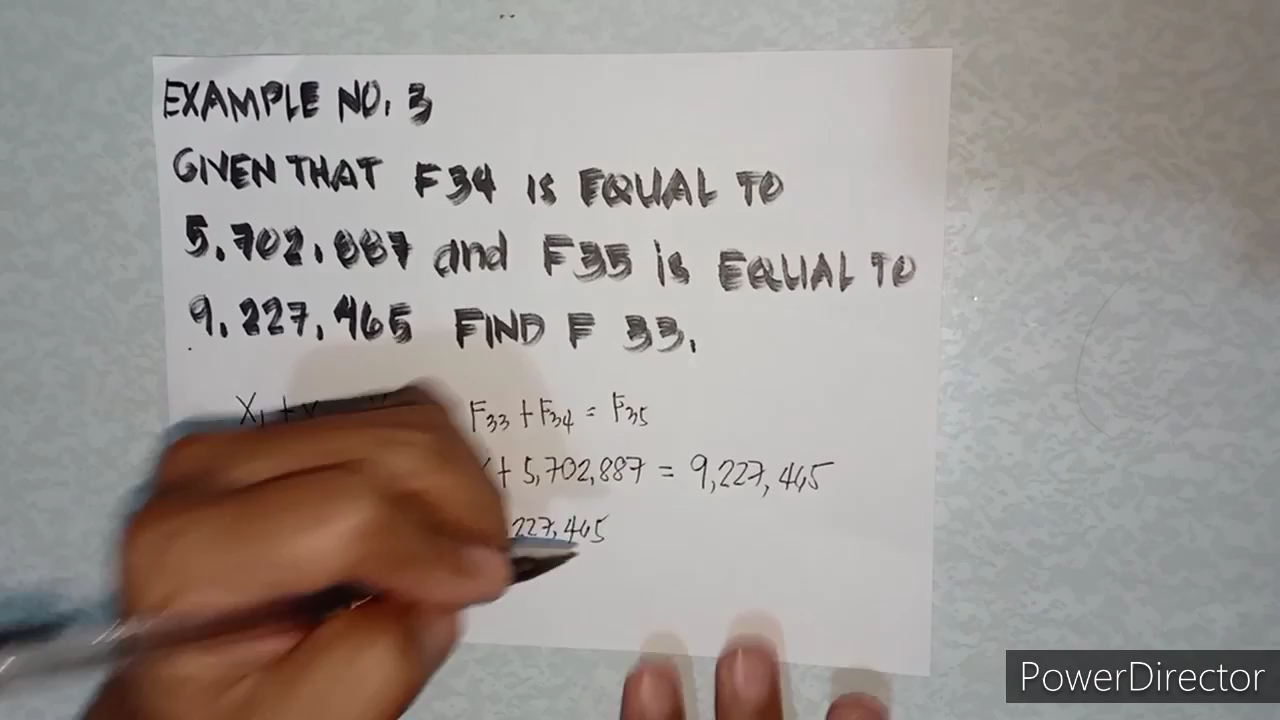 EXAMPLE NO. 3
GIVEN THAT F34 IS EQUAL TO
5,702,887 and F35 is EQUAL TO
9,227,465 FIND F 33.
X1 + F33 + F34 = F35
+ 5,702,887 = 9,227,465
,227,465
PowerDirector